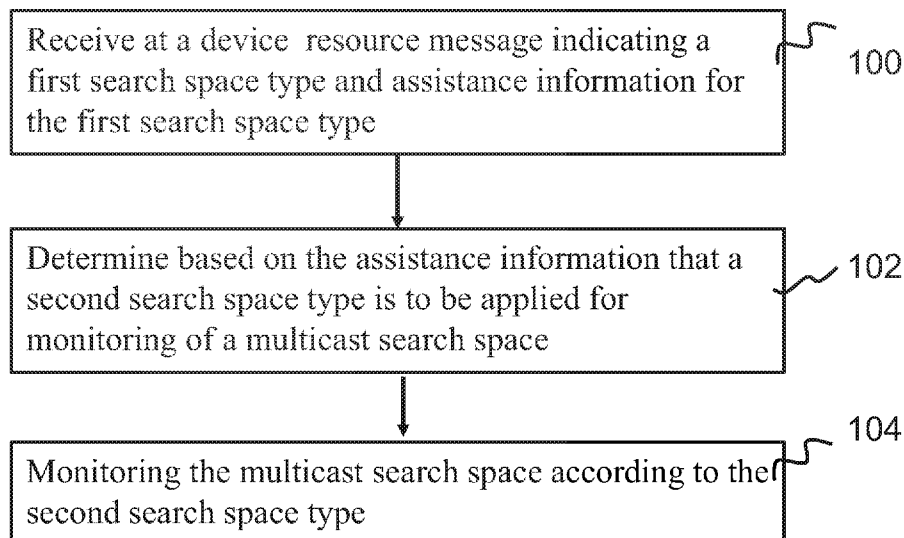 Receive at a device resource message indicating a
first search space type and assistance information for
the first search space type
100
Determine based on the assistance information that a
second search space type is to be applied for
monitoring of a multicast search space
102
Monitoring the multicast search space according to the
second search space type
104